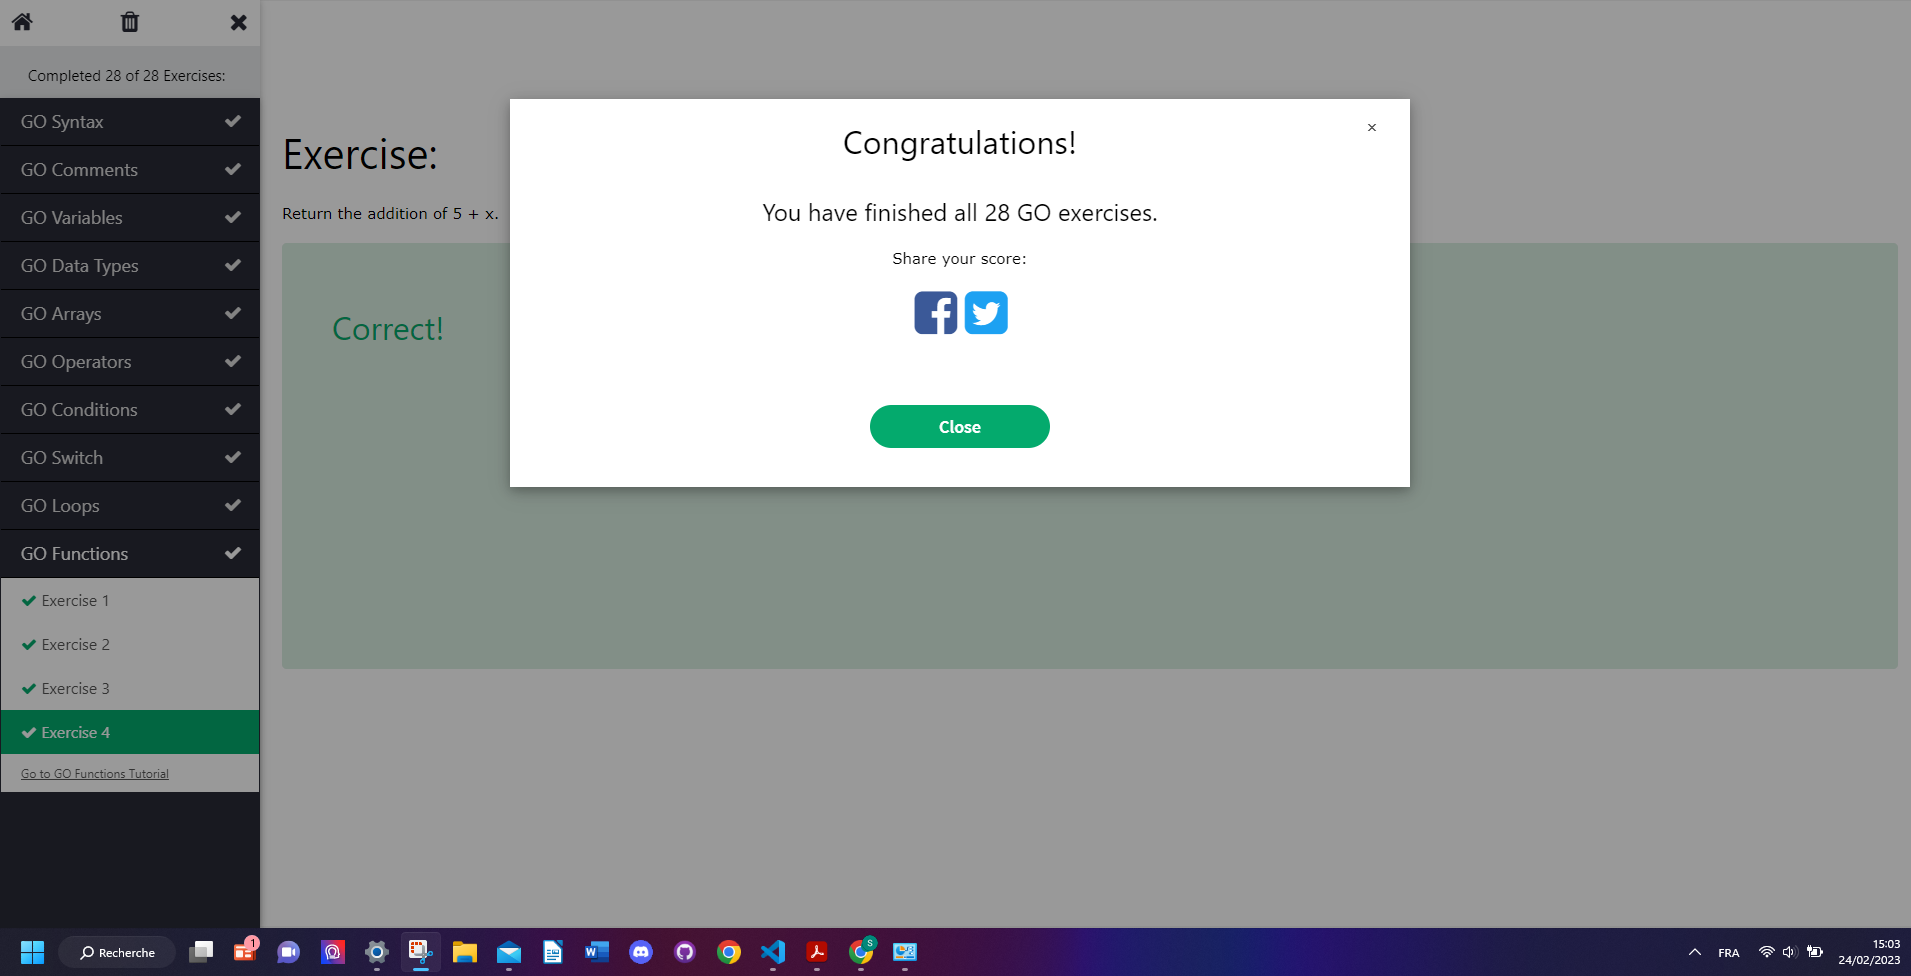 Completed 28 of 28 Exercises:
GO Syntax
GO Comments
GO Variables
GO Data Types
GO Arrays
GO Operators
GO Conditions
GO Switch
GO Loops
GO Functions
Exercise 1
Exercise 2
Exercise 3
Exercise 4
Go to GO Functions Tutorial
Exercise:
Return the addition of 5 + x.
Correct!
×
Congratulations!
You have finished all 28 GO exercises.
Share your score:
Close
Recherche
1
W
S
FRA
15:03
24/02/2023